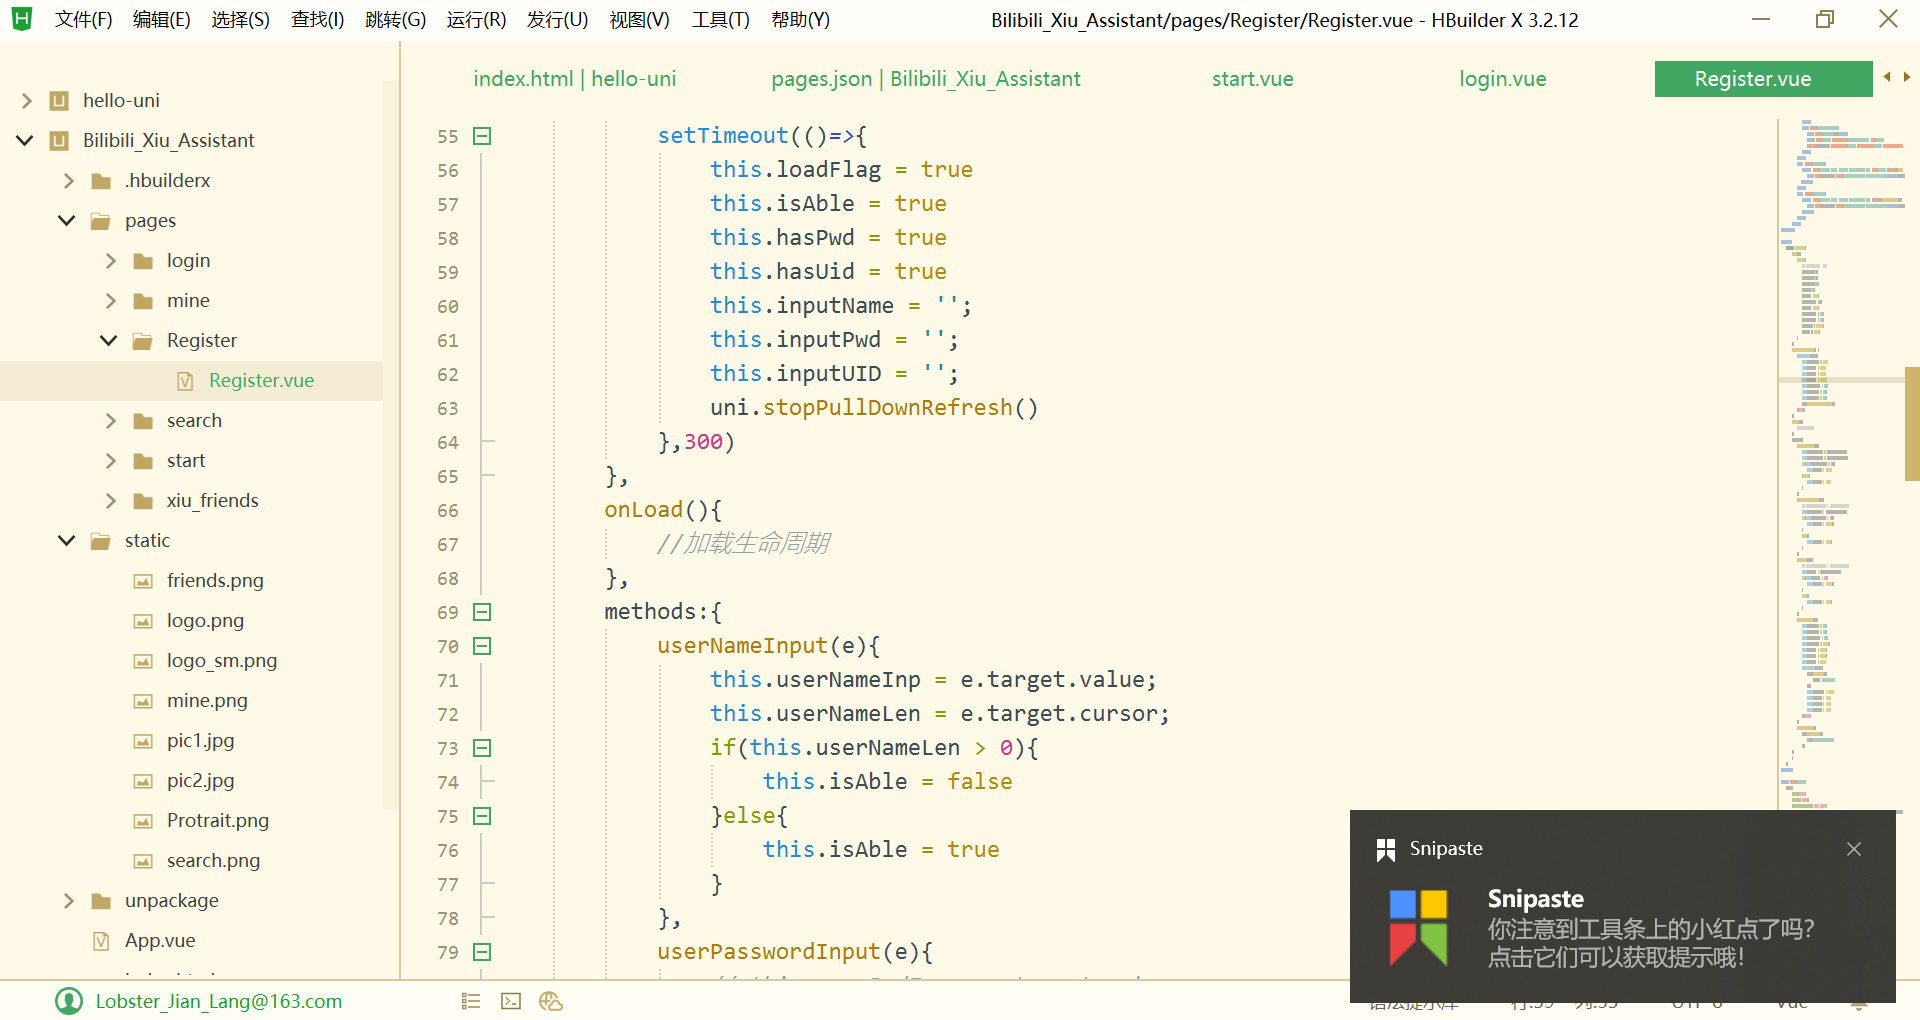 文件(F) 编辑(E) 选择(S) 查找(I) 跳转(G) 运行(R) 发行(U) 视图(V) 工具(T) 帮助(Y) Bilibili_Xiu_Assistant/pages/Register/Register.vue - HBuilder X 3.2.12
index.html | hello-uni pages.json | Bilibili_Xiu_Assistant start.vue login.vue Register.vue
hello-uni
Bilibili_Xiu_Assistant
.hbuilderx
pages
login
mine
Register
Register.vue
search
start
xiu_friends
static
friends.png
logo.png
logo_sm.png
mine.png
pic1.jpg
pic2.jpg
Protrait.png
search.png
unpackage
App.vue
55 setTimeout(()=>{
56 this.loadFlag = true
57 this.isAble = true
58 this.hasPwd = true
59 this.hasUid = true
60 this.inputName = '';
61 this.inputPwd = '';
62 this.inputUID = '';
63 uni.stopPullDownRefresh()
64 },300)
65 },
66 onLoad(){
67 //加载生命周期
68 },
69 methods:{
70 userNameInput(e){
71 this.userNameInp = e.target.value;
72 this.userNameLen = e.target.cursor;
73 if(this.userNameLen > 0){
74 this.isAble = false
75 }else{
76 this.isAble = true
77 }
78 },
79 userPasswordInput(e){
Snipaste
Snipaste
你注意到工具条上的小红点了吗?
点击它们可以获取提示哦!
Lobster_Jian_Lang@163.com